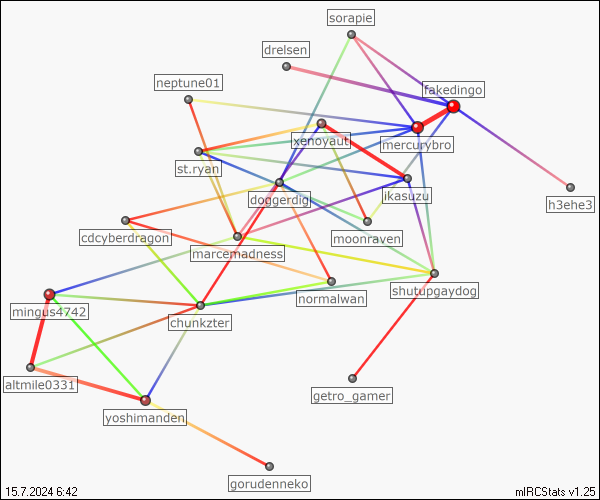 sorapie
drelsen
neptune01
fakedingo
xenoyaut
mercurybro
st.ryan
doggerdig
ikasuzu
h3ehe3
cdcyberdragon
moonraven
marcemadness
mingus4742
normalwan
shutupgaydog
chunkzter
altmile0331
getro_gamer
yoshimanden
gorudenneko
15.7.2024 6:42
mIRCStats v1.25